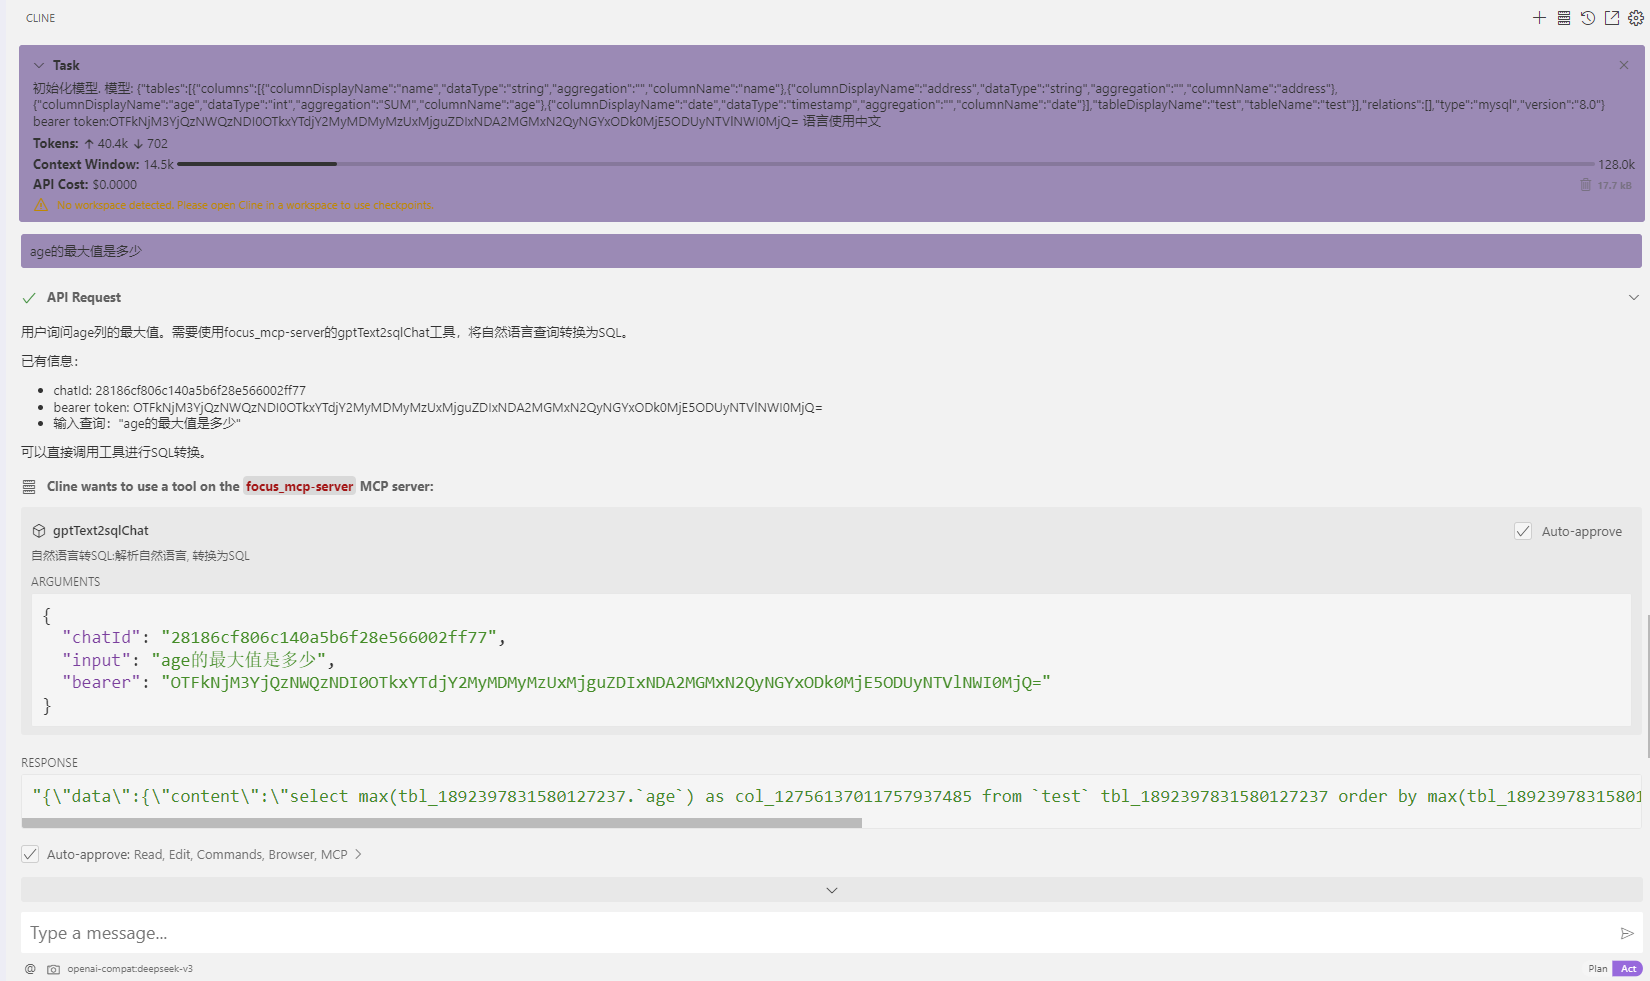 CLINE
Task
初始化模型, 模型: {"tables":[{"columns":[{"columnDisplayName":"name","dataType":"string","aggregation":"","columnName":"name"},{"columnDisplayName":"address","dataType":"string","aggregation":"","columnName":"address"},
{"columnDisplayName":"age","dataType":"int","aggregation":"SUM","columnName":"age"},{"columnDisplayName":"date","dataType":"timestamp","aggregation":"","columnName":"date"}],"tableDisplayName":"test","tableName":"test"}],"relations":[],"type":"mysql","version":"8.0"}
bearer token:OTFkNjM3YjQzNWQzNDI0OTkxYTdjY2MyMDMyMzUxMjguZDIxNDA2MGMxN2QyNGYxODk0MjE5ODUyNTVlNWI0MjQ= 语言使用中文
Tokens: ↑ 40.4k ↓ 702
Context Window: 14.5k 128.0k
API Cost: $0.0000 17.7 kB
No workspace detected. Please open Cline in a workspace to use checkpoints.
age的最大值是多少
API Request
用户询问age列的最大值。需要使用focus_mcp-server的gptText2sqlChat工具，将自然语言查询转换为SQL。
已有信息：
• chatId: 28186cf806c140a5b6f28e566002ff77
• bearer token: OTFkNjM3YjQzNWQzNDI0OTkxYTdjY2MyMDMyMzUxMjguZDIxNDA2MGMxN2QyNGYxODk0MjE5ODUyNTVlNWI0MjQ=
• 输入查询："age的最大值是多少"
可以直接调用工具进行SQL转换。
Cline wants to use a tool on the focus_mcp-server MCP server:
gptText2sqlChat Auto-approve
自然语言转SQL:解析自然语言, 转换为SQL
ARGUMENTS
{
"chatId": "28186cf806c140a5b6f28e566002ff77",
"input": "age的最大值是多少",
"bearer": "OTFkNjM3YjQzNWQzNDI0OTkxYTdjY2MyMDMyMzUxMjguZDIxNDA2MGMxN2QyNGYxODk0MjE5ODUyNTVlNWI0MjQ="
}
RESPONSE
"{\"data\":{\"content\":\"select max(tbl_1892397831580127237.`age`) as col_12756137011757937485 from `test` tbl_1892397831580127237 order by max(tbl_18923978315801
Auto-approve: Read, Edit, Commands, Browser, MCP >
Type a message...
@ openai-compat:deepseek-v3 Plan Act